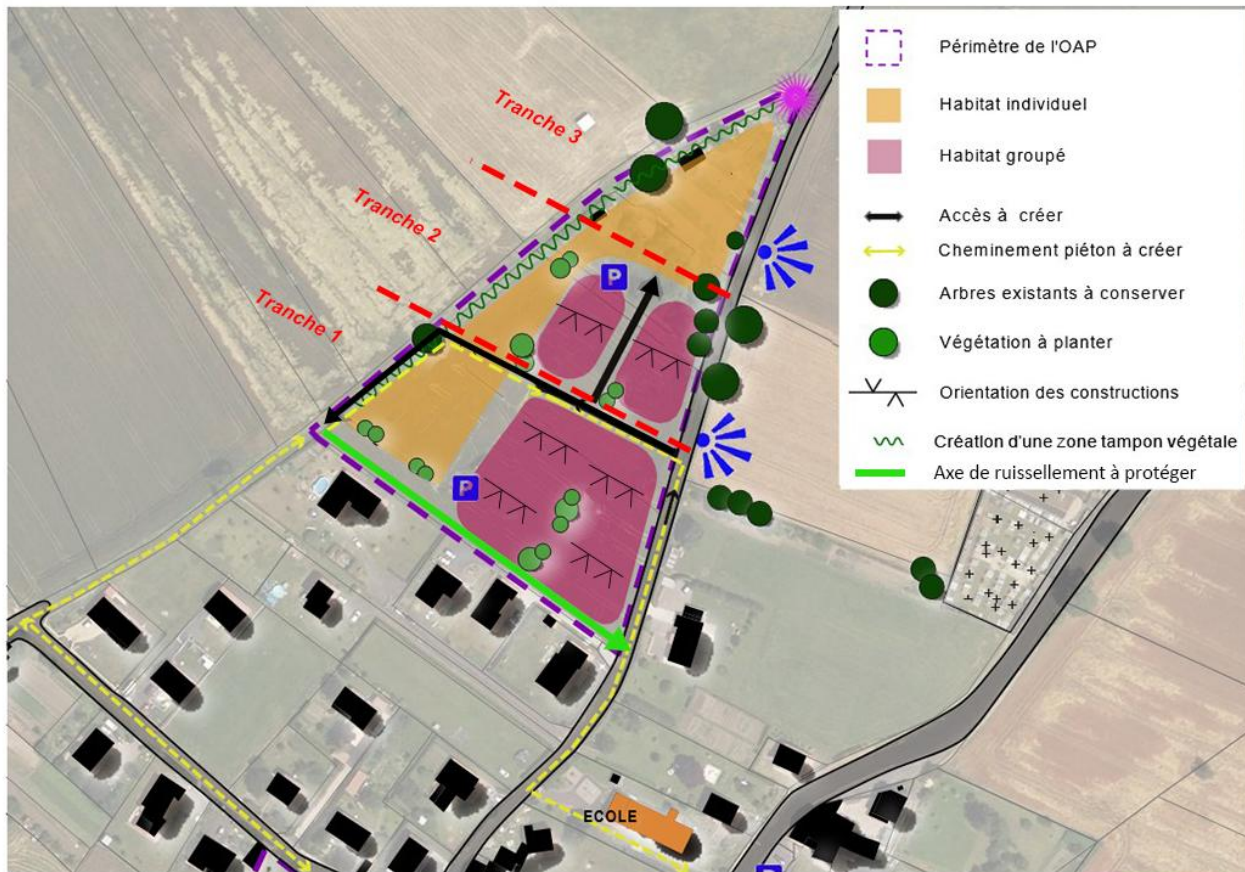 Périmètre de l'OAP
Habitat individuel
Habitat groupé
Accès à créer
Cheminement piéton à créer
Arbres existants à conserver
Végétation à planter
Orientation des constructions
Création d'une zone tampon végétale
Axe de ruissellement à protéger
Tranche 3
Tranche 2
Tranche 1
P
P
ECOLE
P